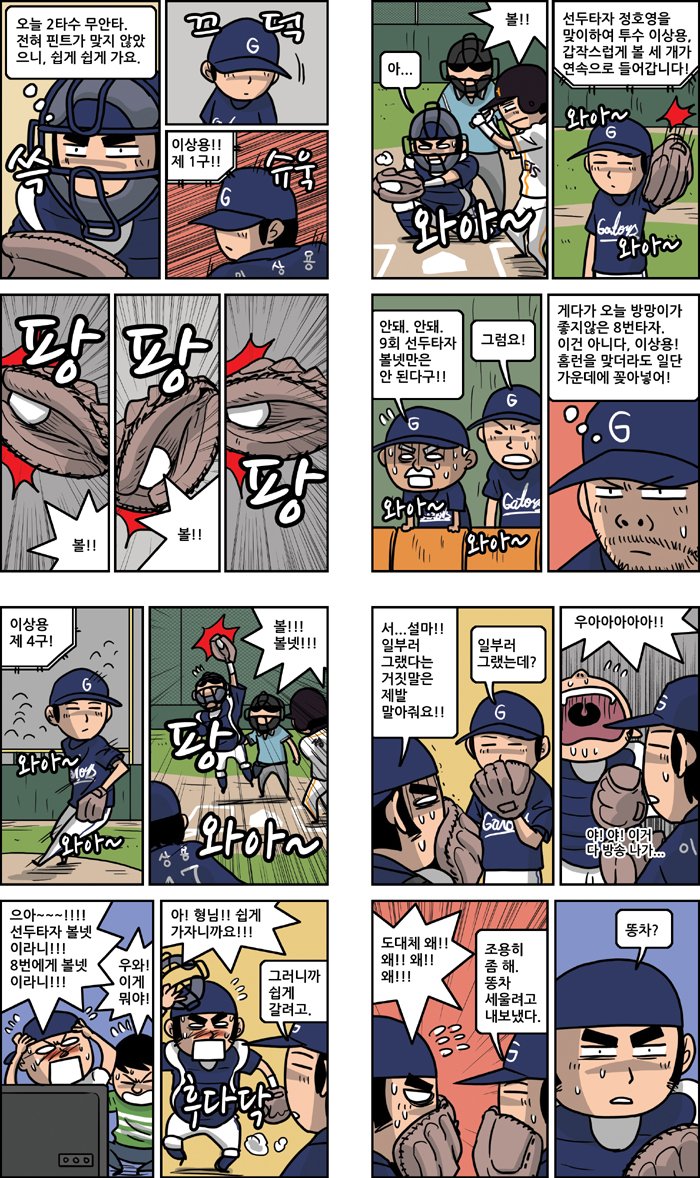 오늘 2타수 무안타.
전혀 핀트가 맞지 않았
으니, 쉽게 쉽게 가요.
쓱
끄덕
G
이상용!!
제 1구!!
슈욱
G
이상용
볼!!
아...
와아~
선두타자 정호영을
맞이하여 투수 이상용,
갑작스럽게 볼 세 개가
연속으로 들어갑니다!
와아~
G
Galoys
와아~
팡
볼!!
팡
볼!!
팡
안돼. 안돼.
9회 선두타자
볼넷만은
안 된다구!!
그럼요!
G
G
Galoys
와아~
와아~
게다가 오늘 방망이가
좋지않은 8번타자.
이건 아니다, 이상용!
홈런을 맞더라도 일단
가운데에 꽂아넣어!
G
이상용
제 4구!
G
와아~
Galoys
와아~
볼!!!
볼넷!!!
팡
와아~
상용
17
서...설마!!
일부러
그랬다는
거짓말은
제발
말아줘요!!
일부러
그랬는데?
G
Galoys
우아아아아아!!
야! 야! 이거
다 방송 나가...
이
으아~~~!!!!
선두타자 볼넷
이라니!!!
8번에게 볼넷
이라니!!!
우와!
이게
뭐야!
아! 형님!! 쉽게
가자니까요!!!
그러니까
쉽게
갈려고.
후다닥
도대체 왜!!
왜!! 왜!!
왜!!!
조용히
좀 해.
똥차
세울려고
내보냈다.
G
똥차?